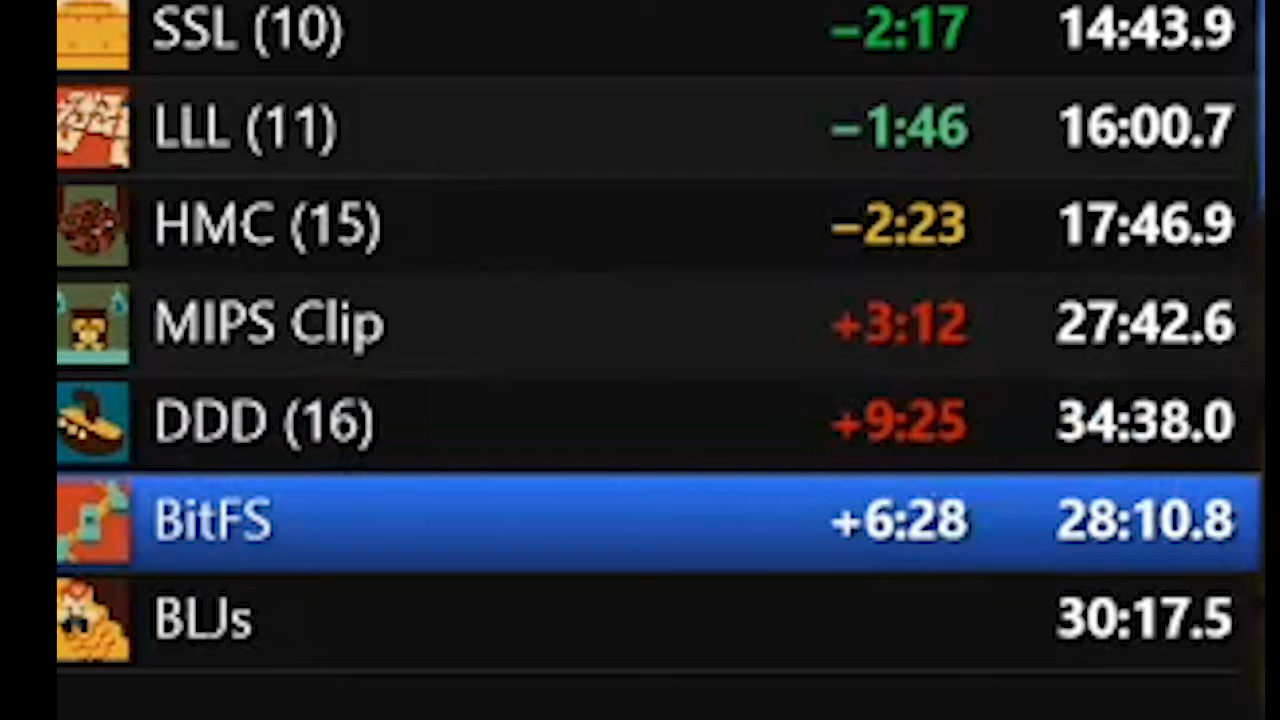 SSL (10) −2:17 14:43.9
LLL (11) −1:46 16:00.7
HMC (15) −2:23 17:46.9
MIPS Clip +3:12 27:42.6
DDD (16) +9:25 34:38.0
BitFS +6:28 28:10.8
BLJs 30:17.5